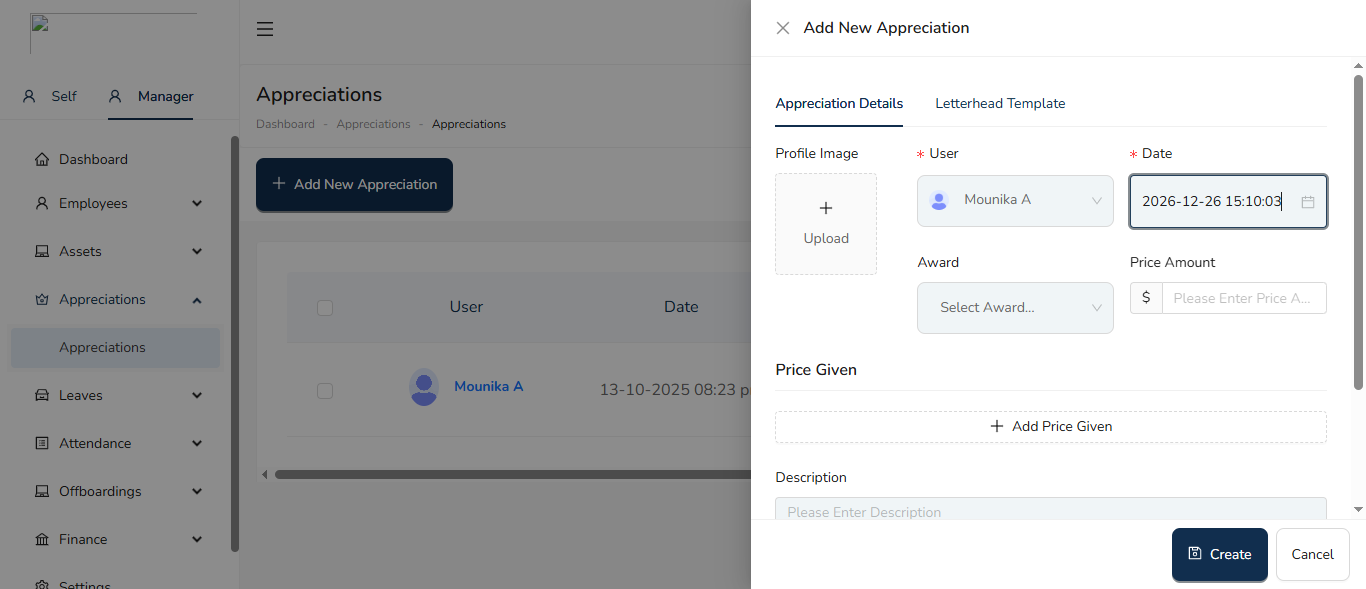 Self Manager
Dashboard
Employees
Assets
Appreciations
Appreciations
Leaves
Attendance
Offboardings
Finance
Settings
Appreciations
Dashboard - Appreciations - Appreciations
+ Add New Appreciation
User Date
Mounika A 13-10-2025 08:23 p
Add New Appreciation
Appreciation Details Letterhead Template
Profile Image
+
Upload
* User
Mounika A
* Date
2026-12-26 15:10:03
Award
Select Award...
Price Amount
$ Please Enter Price A...
Price Given
+ Add Price Given
Description
Please Enter Description
Create Cancel